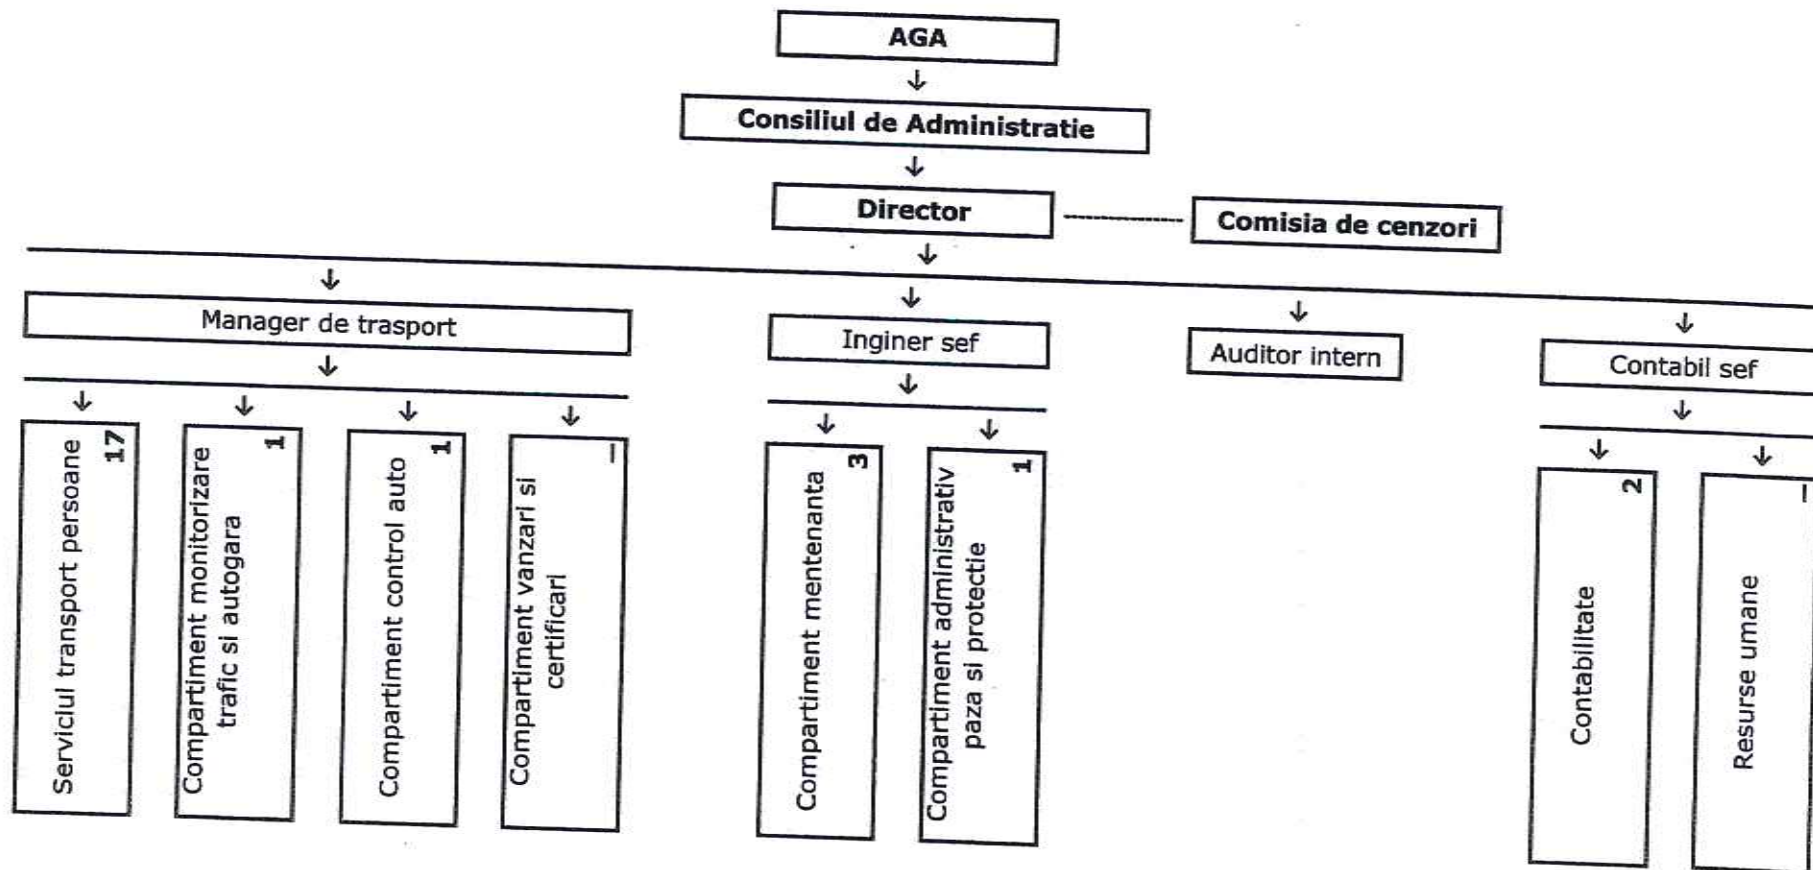 AGA
Consiliul de Administratie
Director
Comisia de cenzori
Manager de trasport
Inginer sef
Auditor intern
Contabil sef
Serviclul transport persoane
17
Compartiment monitorizare
trafic si autogara
1
Compartiment control auto
1
Compartiment vanzari si
certificari
–
Compartiment mentenanta
3
Compartiment administrativ
paza si protectie
1
Contabilitate
2
Resurse umane
–